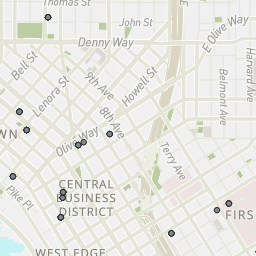 Thomas St
John St
E Olive Way
Denny Way
Bell St
Harvard Ave
Lenora St
9th Ave
Howell St
Belmont Ave
8th Ave
Olive Way
Terry Ave
WN
Pike Pl
CENTRAL
BUSINESS
DISTRICT
FIRS
WEST EDGE